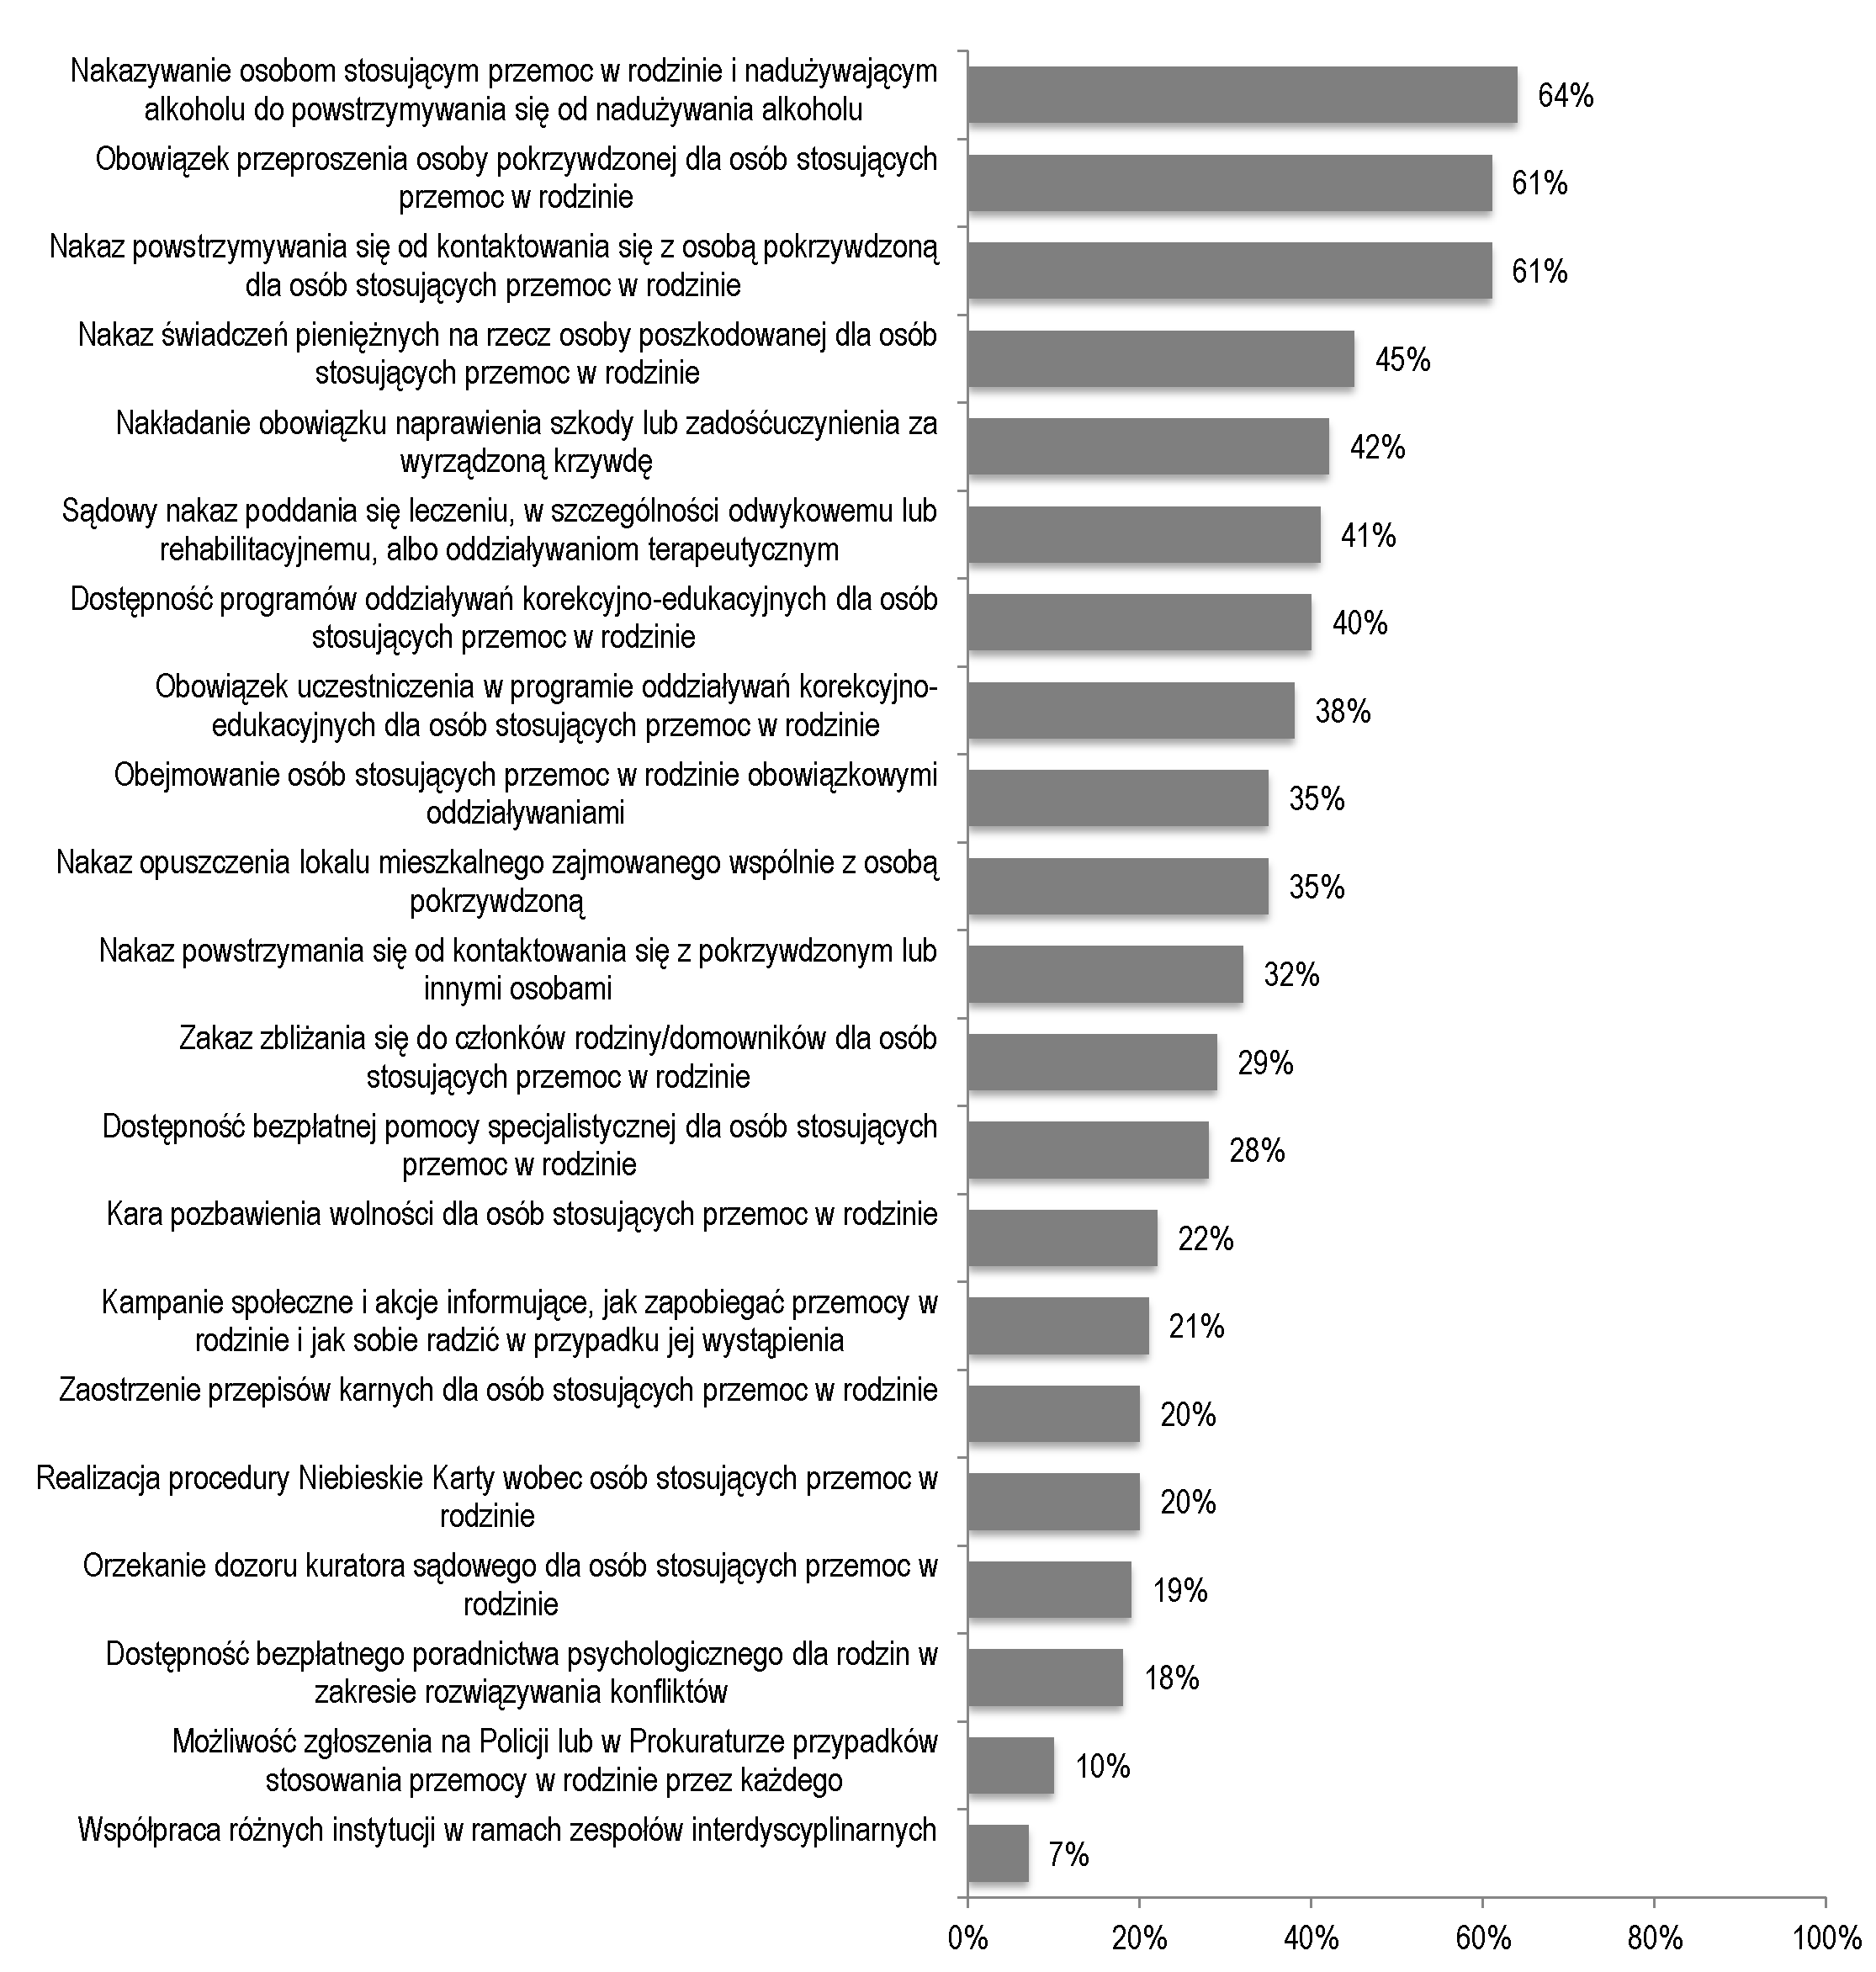 Nakazywanie osobom stosującym przemoc w rodzinie i nadużywającym
alkoholu do powstrzymywania się od nadużywania alkoholu
64%
Obowiązek przeproszenia osoby pokrzywdzonej dla osób stosujących
przemoc w rodzinie
61%
Nakaz powstrzymywania się od kontaktowania się z osobą pokrzywdzoną
dla osób stosujących przemoc w rodzinie
61%
Nakaz świadczeń pieniężnych na rzecz osoby poszkodowanej dla osób
stosujących przemoc w rodzinie
45%
Nakładanie obowiązku naprawienia szkody lub zadośćuczynienia za
wyrządzoną krzywdę
42%
Sądowy nakaz poddania się leczeniu, w szczególności odwykowemu lub
rehabilitacyjnemu, albo oddziaływaniom terapeutycznym
41%
Dostępność programów oddziaływań korekcyjno-edukacyjnych dla osób
stosujących przemoc w rodzinie
40%
Obowiązek uczestniczenia w programie oddziaływań korekcyjno-
edukacyjnych dla osób stosujących przemoc w rodzinie
38%
Obejmowanie osób stosujących przemoc w rodzinie obowiązkowymi
oddziaływaniami
35%
Nakaz opuszczenia lokalu mieszkalnego zajmowanego wspólnie z osobą
pokrzywdzoną
35%
Nakaz powstrzymania się od kontaktowania się z pokrzywdzonym lub
innymi osobami
32%
Zakaz zbliżania się do członków rodziny/domowników dla osób
stosujących przemoc w rodzinie
29%
Dostępność bezpłatnej pomocy specjalistycznej dla osób stosujących
przemoc w rodzinie
28%
Kara pozbawienia wolności dla osób stosujących przemoc w rodzinie
22%
Kampanie społeczne i akcje informujące, jak zapobiegać przemocy w
rodzinie i jak sobie radzić w przypadku jej wystąpienia
21%
Zaostrzenie przepisów karnych dla osób stosujących przemoc w rodzinie
20%
Realizacja procedury Niebieskie Karty wobec osób stosujących przemoc w
rodzinie
20%
Orzekanie dozoru kuratora sądowego dla osób stosujących przemoc w
rodzinie
19%
Dostępność bezpłatnego poradnictwa psychologicznego dla rodzin w
zakresie rozwiązywania konfliktów
18%
Możliwość zgłoszenia na Policji lub w Prokuraturze przypadków
stosowania przemocy w rodzinie przez każdego
10%
Współpraca różnych instytucji w ramach zespołów interdyscyplinarnych
7%
0% 20% 40% 60% 80% 100%